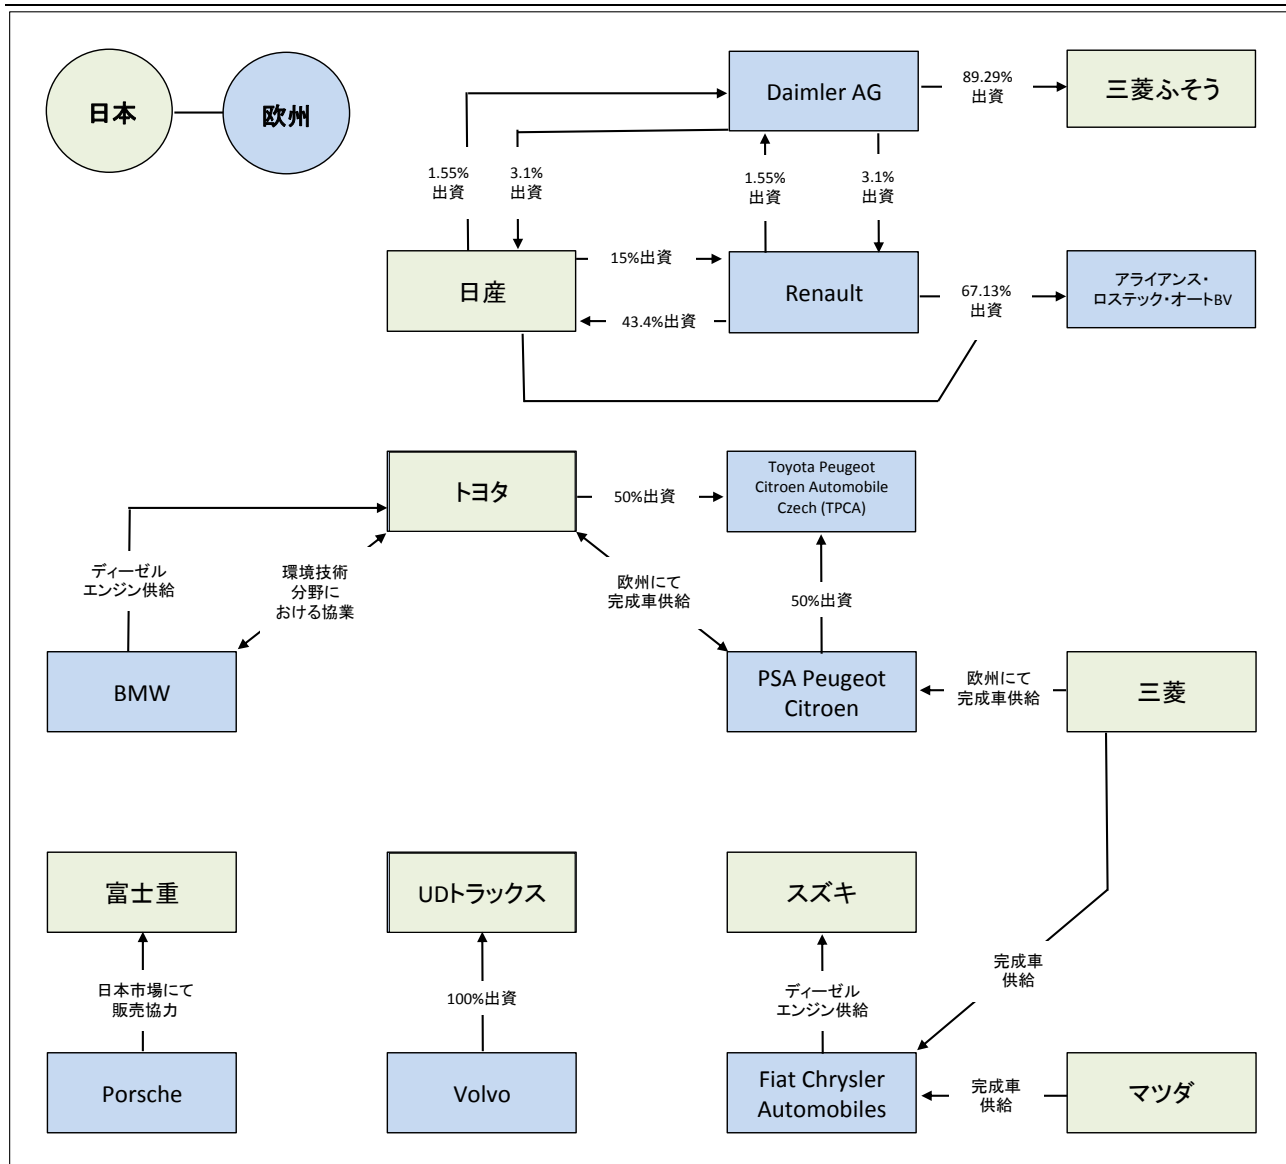 日本
欧州
Daimler AG
89.29%
出資
三菱ふそう
1.55%
出資
3.1%
出資
1.55%
出資
3.1%
出資
日産
15%出資
43.4%出資
Renault
67.13%
出資
アライアンス・
ロステック・オートBV
トヨタ
50%出資
Toyota Peugeot
Citroen Automobile
Czech (TPCA)
ディーゼル
エンジン供給
環境技術
分野に
おける協業
欧州にて
完成車供給
50%出資
BMW
PSA Peugeot
Citroen
欧州にて
完成車供給
三菱
富士重
UDトラックス
スズキ
日本市場にて
販売協力
100%出資
ディーゼル
エンジン供給
完成車
供給
Porsche
Volvo
Fiat Chrysler
Automobiles
完成車
供給
マツダ